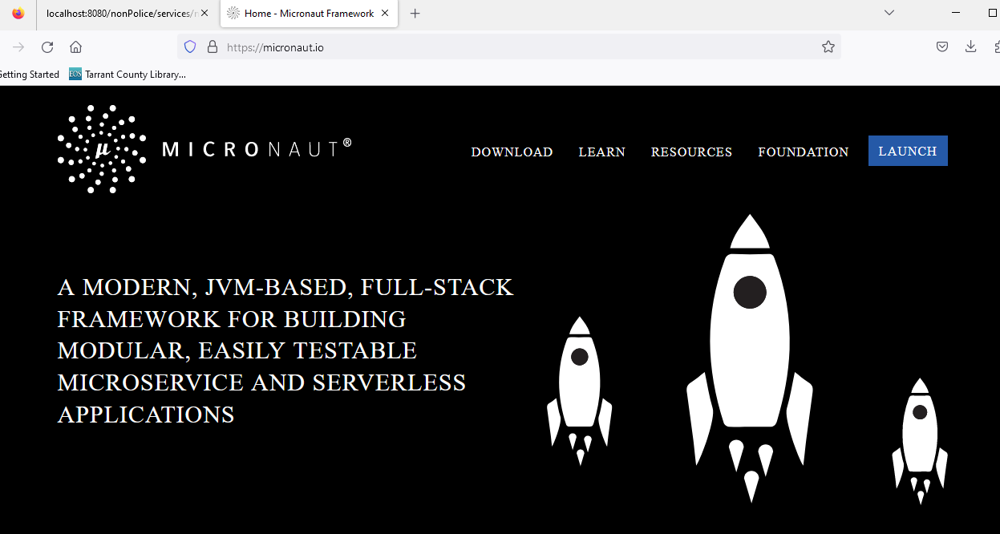 localhost:8080/nonPolice/services/
Home - Micronaut Framework
https://micronaut.io
Getting Started
EOS Tarrant County Library...
µ MICRONAUT®
DOWNLOAD LEARN RESOURCES FOUNDATION LAUNCH
A MODERN, JVM-BASED, FULL-STACK
FRAMEWORK FOR BUILDING
MODULAR, EASILY TESTABLE
MICROSERVICE AND SERVERLESS
APPLICATIONS